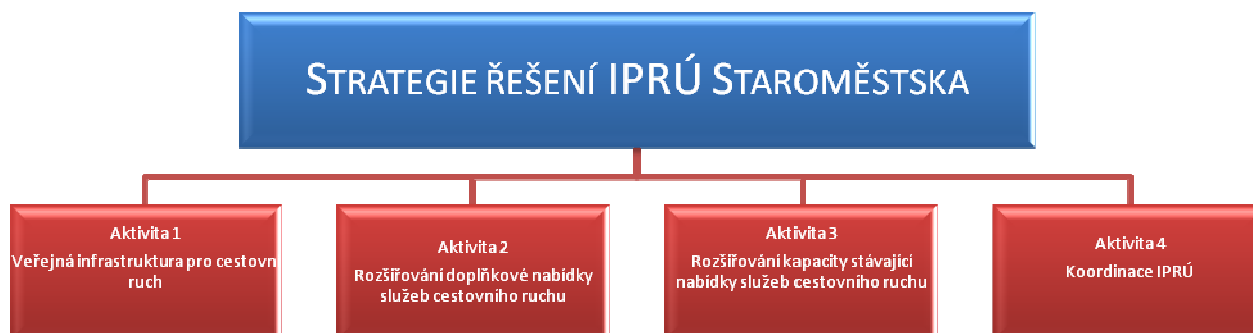 STRATEGIE ŘEŠENÍ IPRÚ STAROMĚSTSKA
Aktivita 1
Veřejná infrastruktura pro cestovn
ruch
Aktivita 2
Rozšiřování doplňkové nabídky
služeb cestovního ruchu
Aktivita 3
Rozšiřování kapacity stávající
nabídky služeb cestovního ruchu
Aktivita 4
Koordinace IPRÚ